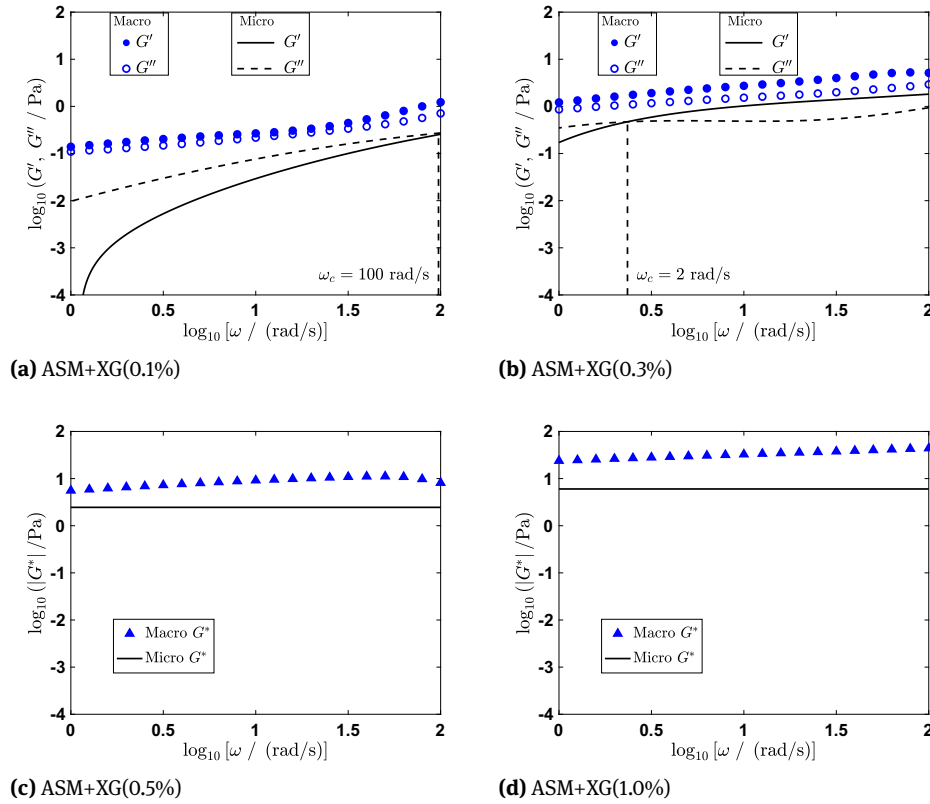 Macro
G′
G″
Micro
G′
G″
2
1
0
-1
-2
-3
-4
log10 (G′, G″ / Pa)
ωc = 100 rad/s
0
0.5
1
1.5
2
log10 [ω / (rad/s)]
(a) ASM+XG(0.1%)
Macro
G′
G″
Micro
G′
G″
2
1
0
-1
-2
-3
-4
log10 (G′, G″ / Pa)
ωc = 2 rad/s
0
0.5
1
1.5
2
log10 [ω / (rad/s)]
(b) ASM+XG(0.3%)
2
1
0
-1
-2
-3
-4
log10 (|G*| /Pa)
Macro G*
Micro G*
0
0.5
1
1.5
2
log10 [ω / (rad/s)]
(c) ASM+XG(0.5%)
2
1
0
-1
-2
-3
-4
log10 (|G*| /Pa)
Macro G*
Micro G*
0
0.5
1
1.5
2
log10 [ω / (rad/s)]
(d) ASM+XG(1.0%)